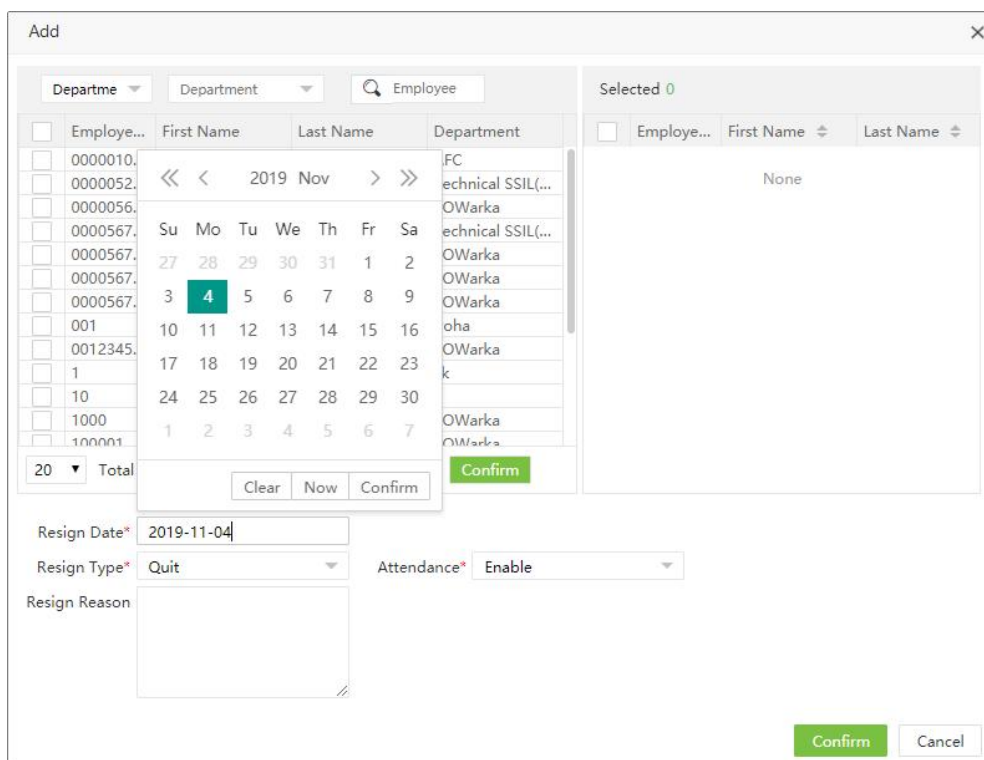 Add
Departme Department Employee Selected 0
Employe... First Name Last Name Department Employe... First Name Last Name
None
0000010. .FC
0000052. echnical SSIL(...
0000056. OWarka
0000567. echnical SSIL(...
0000567. OWarka
0000567. OWarka
0000567. OWarka
001 oha
0012345. OWarka
1 k
10
1000 OWarka
100001 OWarka
2019 Nov
Su Mo Tu We Th Fr Sa
27 28 29 30 31 1 2
3 4 5 6 7 8 9
10 11 12 13 14 15 16
17 18 19 20 21 22 23
24 25 26 27 28 29 30
1 2 3 4 5 6 7
Clear Now Confirm
20 Total Confirm
Resign Date* 2019-11-04
Resign Type* Quit Attendance* Enable
Resign Reason
Confirm Cancel